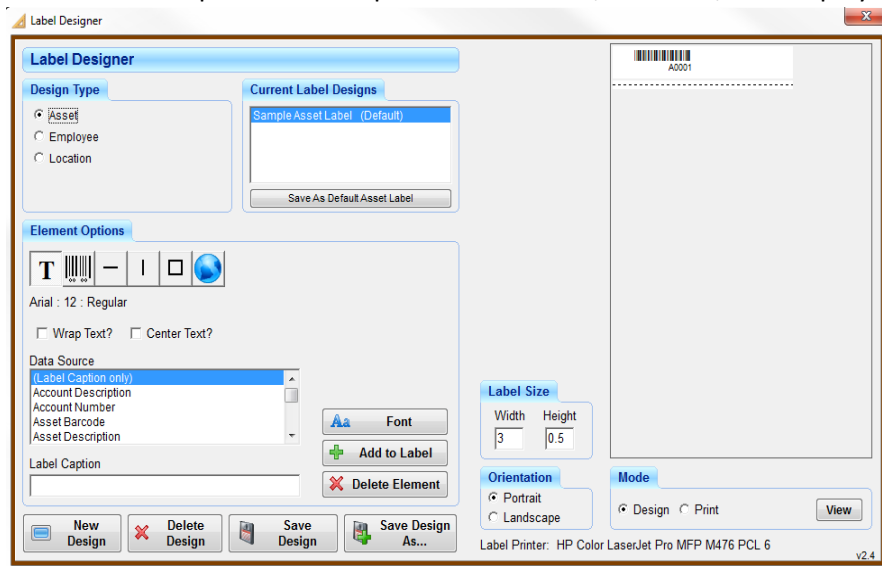 Label Designer
Label Designer
Design Type
Asset
Employee
Location
Current Label Designs
Sample Asset Label (Default)
Save As Default Asset Label
Element Options
T
Arial : 12 : Regular
Wrap Text?
Center Text?
Data Source
(Label Caption only)
Account Description
Account Number
Asset Barcode
Asset Description
Label Caption
Aa Font
Add to Label
Delete Element
New Design
Delete Design
Save Design
Save Design As...
A0001
Label Size
Width Height
3 0.5
Orientation
Portrait
Landscape
Mode
Design Print
View
Label Printer: HP Color LaserJet Pro MFP M476 PCL 6
v2.4